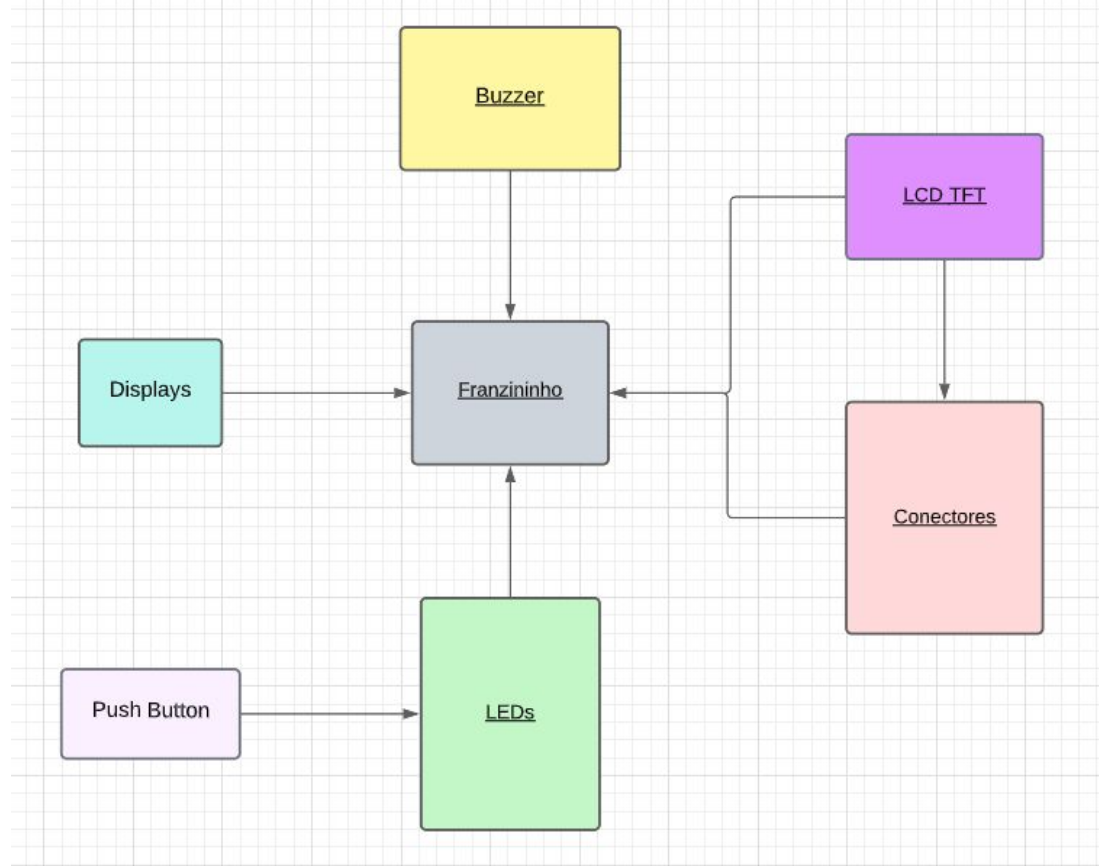 Buzzer
LCD TFT
Displays
Franzininho
Conectores
Push Button
LEDs